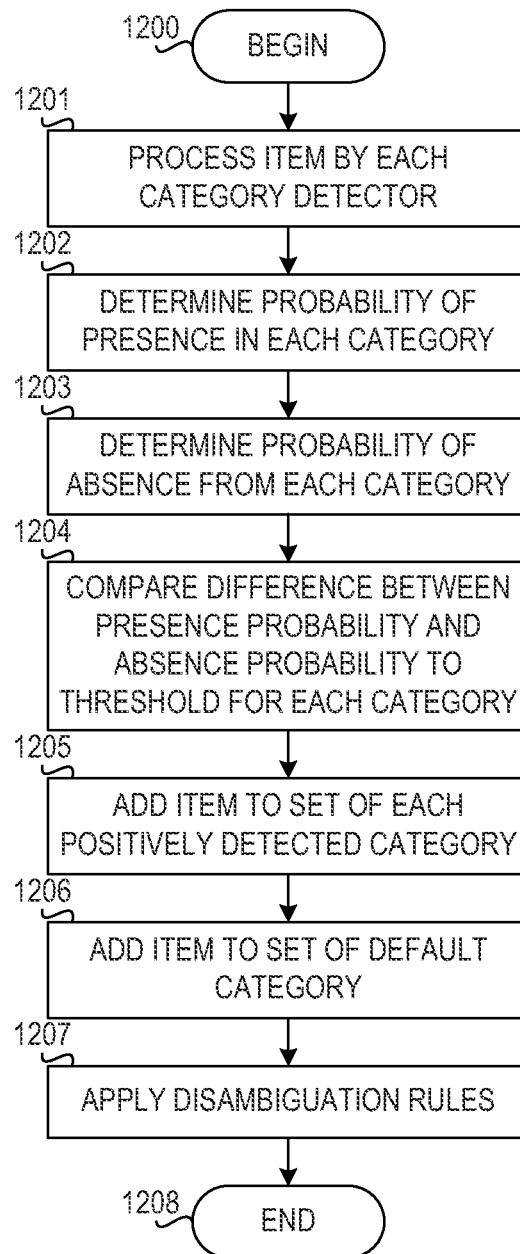 1200
BEGIN
1201
PROCESS ITEM BY EACH
CATEGORY DETECTOR
1202
DETERMINE PROBABILITY OF
PRESENCE IN EACH CATEGORY
1203
DETERMINE PROBABILITY OF
ABSENCE FROM EACH CATEGORY
1204
COMPARE DIFFERENCE BETWEEN
PRESENCE PROBABILITY AND
ABSENCE PROBABILITY TO
THRESHOLD FOR EACH CATEGORY
1205
ADD ITEM TO SET OF EACH
POSITIVELY DETECTED CATEGORY
1206
ADD ITEM TO SET OF DEFAULT
CATEGORY
1207
APPLY DISAMBIGUATION RULES
1208
END